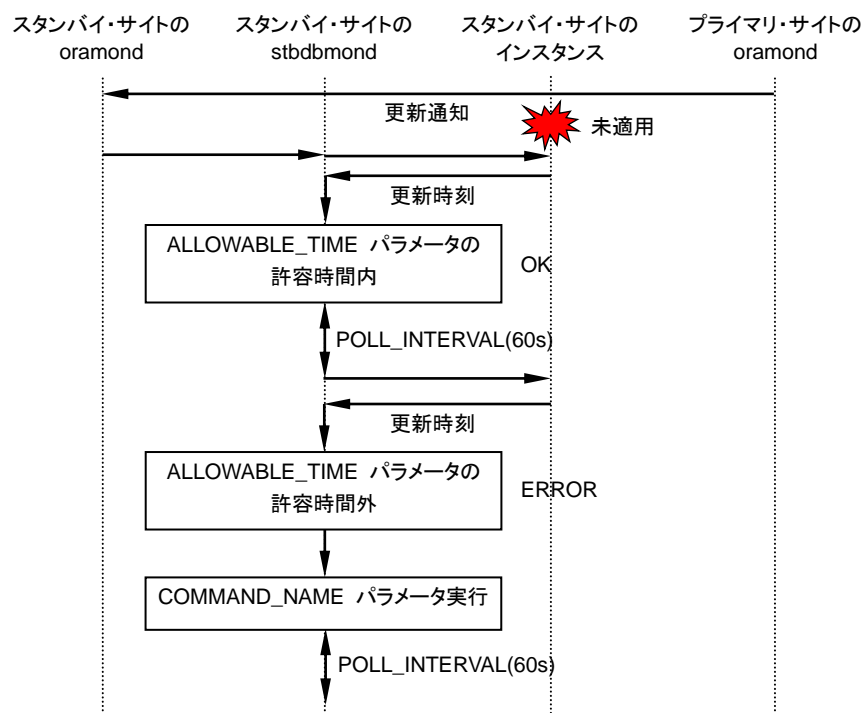 スタンバイ・サイトの
oramond
スタンバイ・サイトの
stbdbmond
スタンバイ・サイトの
インスタンス
プライマリ・サイトの
oramond
更新通知
未適用
更新時刻
ALLOWABLE_TIME パラメータの
許容時間内
OK
POLL_INTERVAL(60s)
更新時刻
ALLOWABLE_TIME パラメータの
許容時間外
ERROR
COMMAND_NAME パラメータ実行
POLL_INTERVAL(60s)